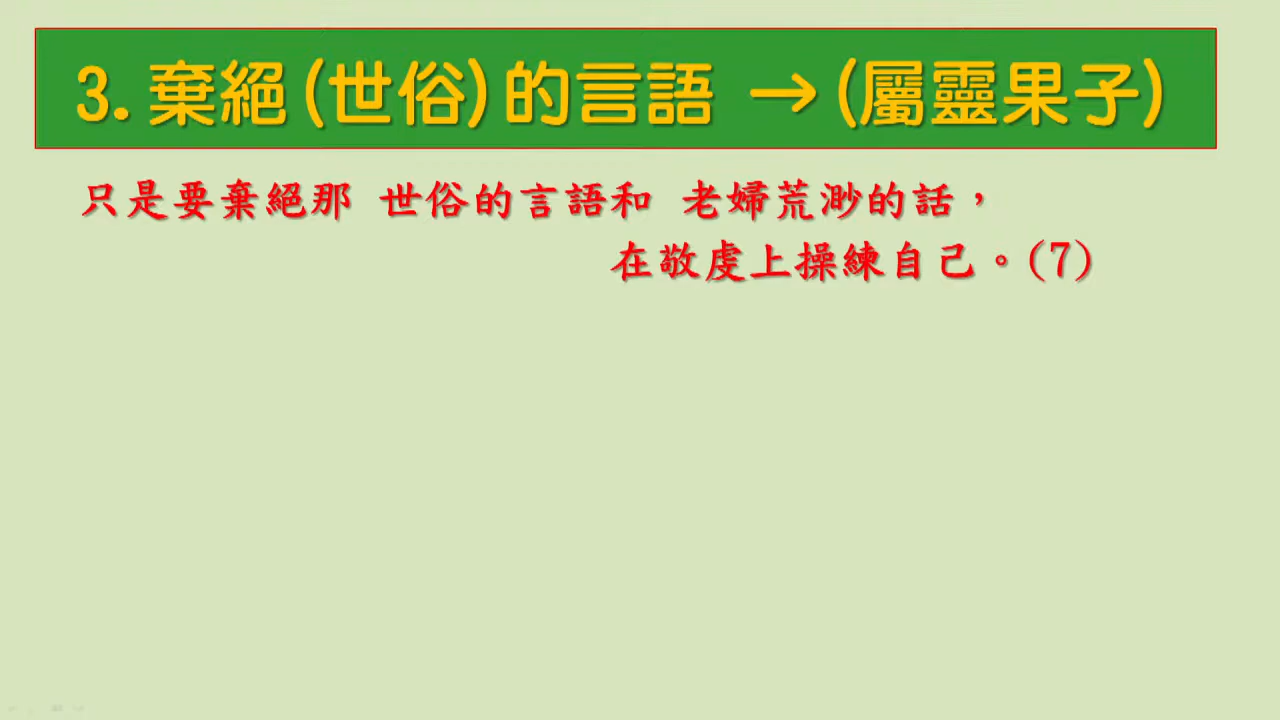 3.棄絕(世俗)的言語 →(屬靈果子)
只是要棄絕那 世俗的言語和 老婦荒渺的話，
在敬虔上操練自己。(7)